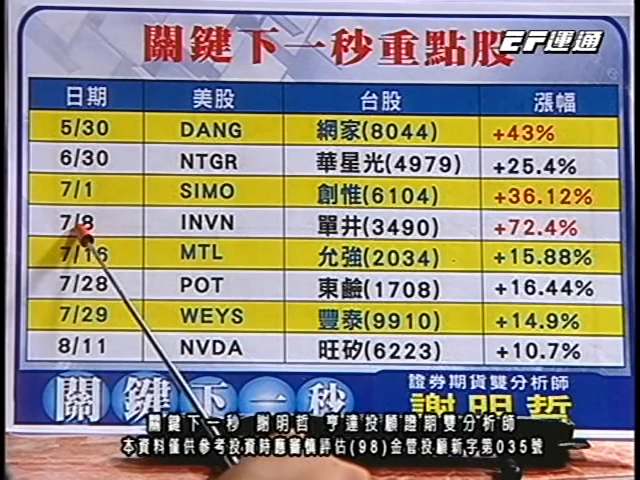 關鍵下一秒重點股
ET運通
日期 美股 台股 漲幅
5/30 DANG 網家(8044) +43%
6/30 NTGR 華星光(4979) +25.4%
7/1 SIMO 創惟(6104) +36.12%
7/8 INVN 單井(3490) +72.4%
7/16 MTL 允強(2034) +15.88%
7/28 POT 東鹼(1708) +16.44%
7/29 WEYS 豐泰(9910) +14.9%
8/11 NVDA 旺矽(6223) +10.7%
關鍵下一秒
證券期貨雙分析師
謝明哲
關鍵下一秒 謝明哲 亨達投顧證期雙分析師
本資料僅供參考投資時應審慎評估(98)金管投顧新字第035號